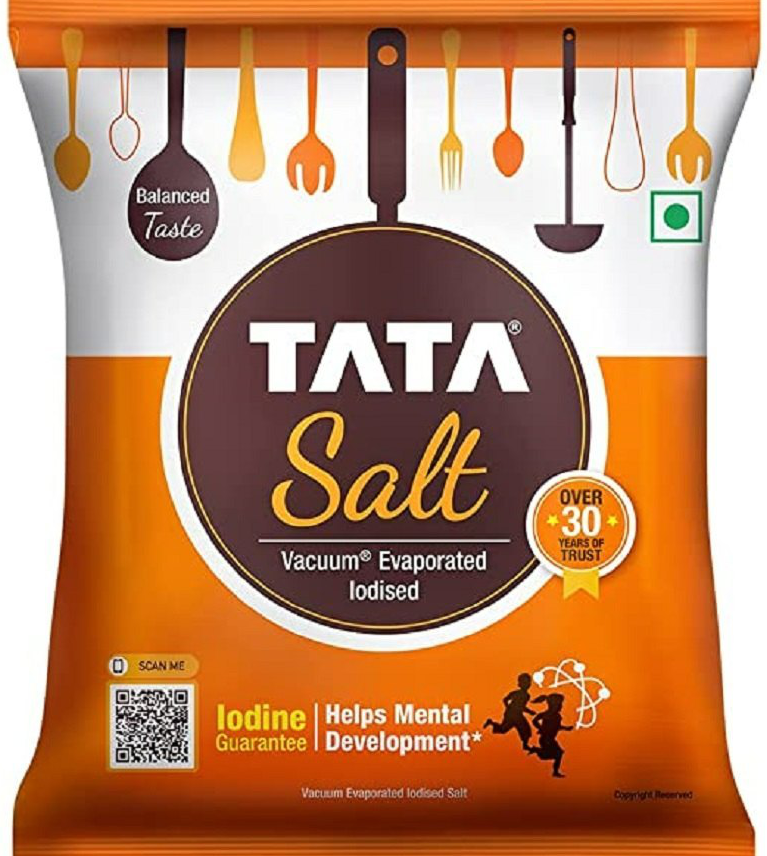 Balanced
Taste
TATA®
Salt
Vacuum® Evaporated
Iodised
OVER
30
YEARS OF
TRUST
SCAN ME
Iodine
Guarantee
Helps Mental
Development*
Vacuum Evaporated Iodised Salt
Copyright Reserved